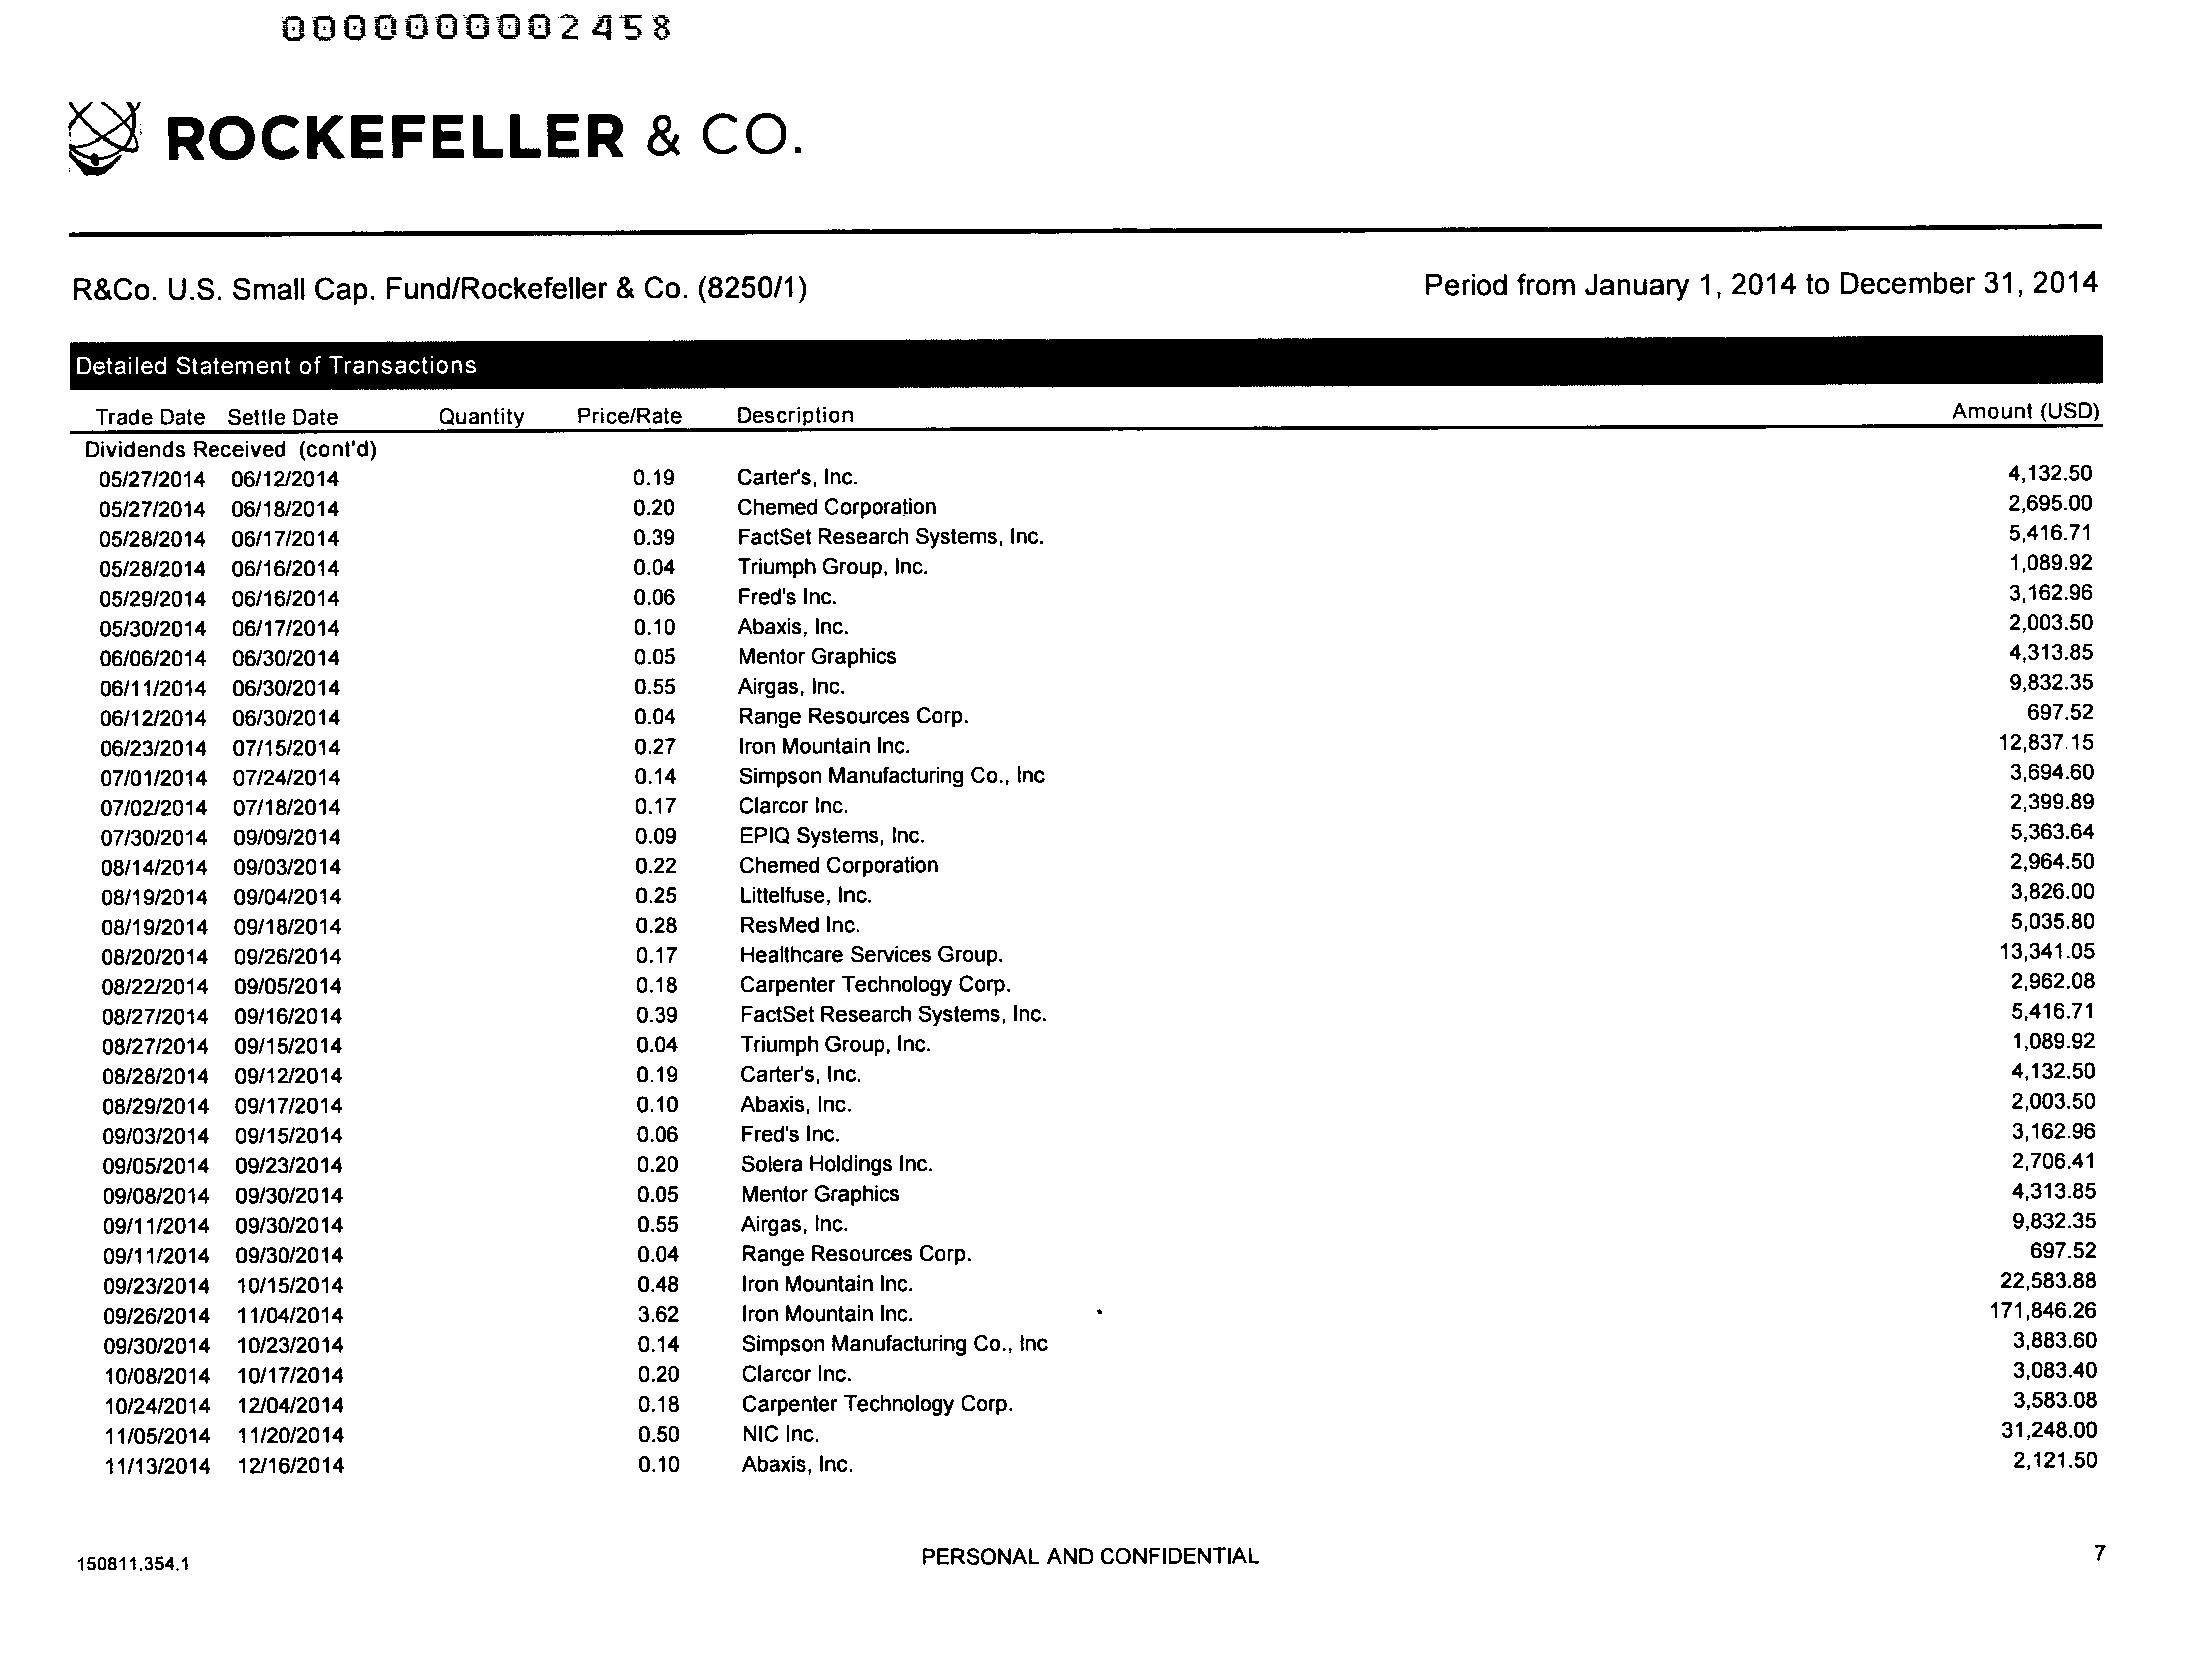 0000000002458
ROCKEFELLER & CO.
R&Co. U.S. Small Cap. Fund/Rockefeller & Co. (8250/1) Period from January 1, 2014 to December 31, 2014
Detailed Statement of Transactions
Trade Date Settle Date Quantity Price/Rate Description Amount (USD)
Dividends Received (cont'd)
05/27/2014 06/12/2014 0.19 Carter's, Inc. 4,132.50
05/27/2014 06/18/2014 0.20 Chemed Corporation 2,695.00
05/28/2014 06/17/2014 0.39 FactSet Research Systems, Inc. 5,416.71
05/28/2014 06/16/2014 0.04 Triumph Group, Inc. 1,089.92
05/29/2014 06/16/2014 0.06 Fred's Inc. 3,162.96
05/30/2014 06/17/2014 0.10 Abaxis, Inc. 2,003.50
06/06/2014 06/30/2014 0.05 Mentor Graphics 4,313.85
06/11/2014 06/30/2014 0.55 Airgas, Inc. 9,832.35
06/12/2014 06/30/2014 0.04 Range Resources Corp. 697.52
06/23/2014 07/15/2014 0.27 Iron Mountain Inc. 12,837.15
07/01/2014 07/24/2014 0.14 Simpson Manufacturing Co., Inc 3,694.60
07/02/2014 07/18/2014 0.17 Clarcor Inc. 2,399.89
07/30/2014 09/09/2014 0.09 EPIQ Systems, Inc. 5,363.64
08/14/2014 09/03/2014 0.22 Chemed Corporation 2,964.50
08/19/2014 09/04/2014 0.25 Littelfuse, Inc. 3,826.00
08/19/2014 09/18/2014 0.28 ResMed Inc. 5,035.80
08/20/2014 09/26/2014 0.17 Healthcare Services Group. 13,341.05
08/22/2014 09/05/2014 0.18 Carpenter Technology Corp. 2,962.08
08/27/2014 09/16/2014 0.39 FactSet Research Systems, Inc. 5,416.71
08/27/2014 09/15/2014 0.04 Triumph Group, Inc. 1,089.92
08/28/2014 09/12/2014 0.19 Carter's, Inc. 4,132.50
08/29/2014 09/17/2014 0.10 Abaxis, Inc. 2,003.50
09/03/2014 09/15/2014 0.06 Fred's Inc. 3,162.96
09/05/2014 09/23/2014 0.20 Solera Holdings Inc. 2,706.41
09/08/2014 09/30/2014 0.05 Mentor Graphics 4,313.85
09/11/2014 09/30/2014 0.55 Airgas, Inc. 9,832.35
09/11/2014 09/30/2014 0.04 Range Resources Corp. 697.52
09/23/2014 10/15/2014 0.48 Iron Mountain Inc. 22,583.88
09/26/2014 11/04/2014 3.62 Iron Mountain Inc. 171,846.26
09/30/2014 10/23/2014 0.14 Simpson Manufacturing Co., Inc 3,883.60
10/08/2014 10/17/2014 0.20 Clarcor Inc. 3,083.40
10/24/2014 12/04/2014 0.18 Carpenter Technology Corp. 3,583.08
11/05/2014 11/20/2014 0.50 NIC Inc. 31,248.00
11/13/2014 12/16/2014 0.10 Abaxis, Inc. 2,121.50
150811.354.1 PERSONAL AND CONFIDENTIAL 7